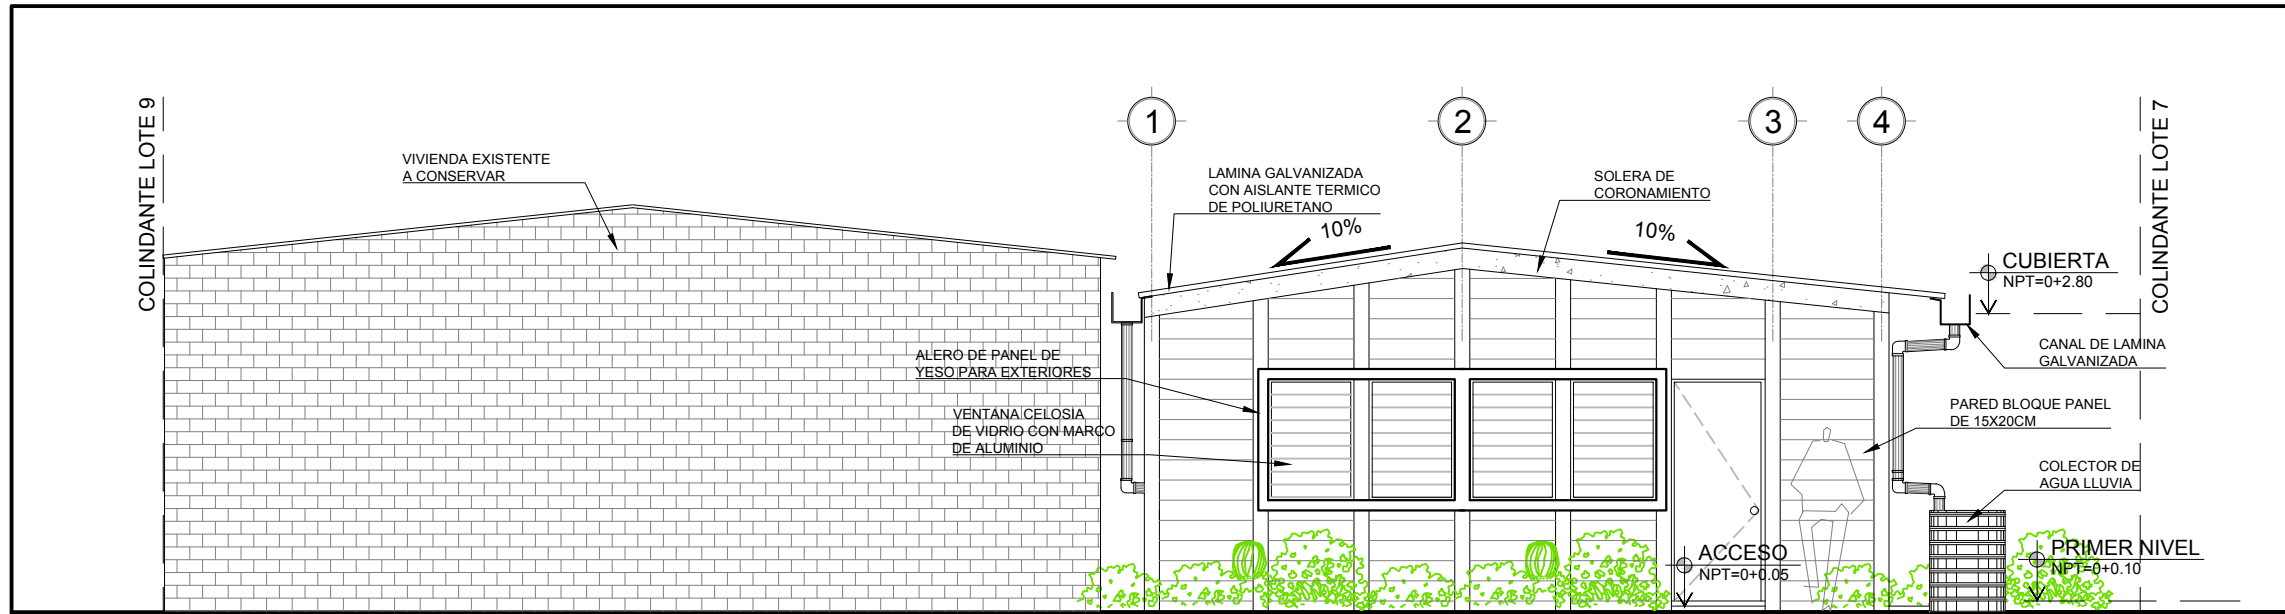 COLINDANTE LOTE 9
VIVIENDA EXISTENTE
A CONSERVAR
1
2
3
4
LAMINA GALVANIZADA
CON AISLANTE TERMICO
DE POLIURETANO
10%
SOLERA DE
CORONAMIENTO
10%
COLINDANTE LOTE 7
CUBIERTA
NPT=0+2.80
CANAL DE LAMINA
GALVANIZADA
ALERO DE PANEL DE
YESO PARA EXTERIORES
VENTANA CELOSIA
DE VIDRIO CON MARCO
DE ALUMINIO
PARED BLOQUE PANEL
DE 15X20CM
COLECTOR DE
AGUA LLUVIA
ACCESO
NPT=0+0.05
PRIMER NIVEL
NPT=0+0.10